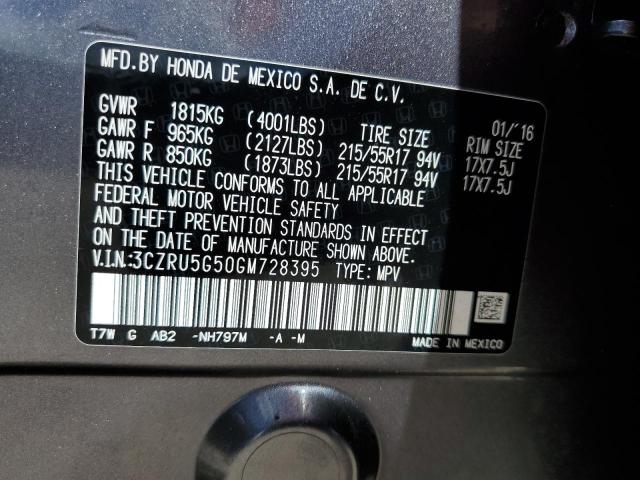 MFD.BY HONDA DE MEXICO S.A. DE C.V.
01/'16
GVWR 1815KG (4001LBS) TIRE SIZE RIM SIZE
GAWR F 965KG (2127LBS) 215/55R17 94V 17X7.5J
GAWR R 850KG (1873LBS) 215/55R17 94V 17X7.5J
THIS VEHICLE CONFORMS TO ALL APPLICABLE
FEDERAL MOTOR VEHICLE SAFETY
AND THEFT PREVENTION STANDARDS IN EFFECT
ON THE DATE OF MANUFACTURE SHOWN ABOVE.
V.I.N.:3CZRU5G50GM728395 TYPE: MPV
T7W G AB2 -NH797M -A -M
MADE IN MEXICO